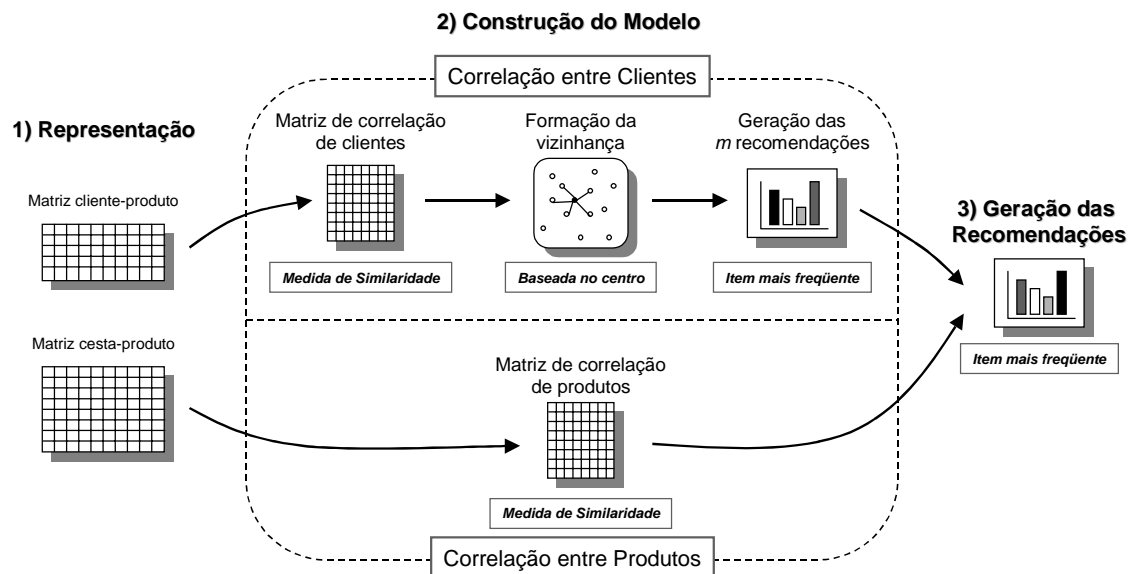 2) Construção do Modelo
Correlação entre Clientes
1) Representação
Matriz de correlação
de clientes
Formação da
vizinhança
Geração das
m recomendações
Matriz cliente-produto
3) Geração das
Recomendações
Medida de Similaridade
Baseada no centro
Item mais freqüente
Matriz cesta-produto
Matriz de correlação
de produtos
Item mais freqüente
Medida de Similaridade
Correlação entre Produtos